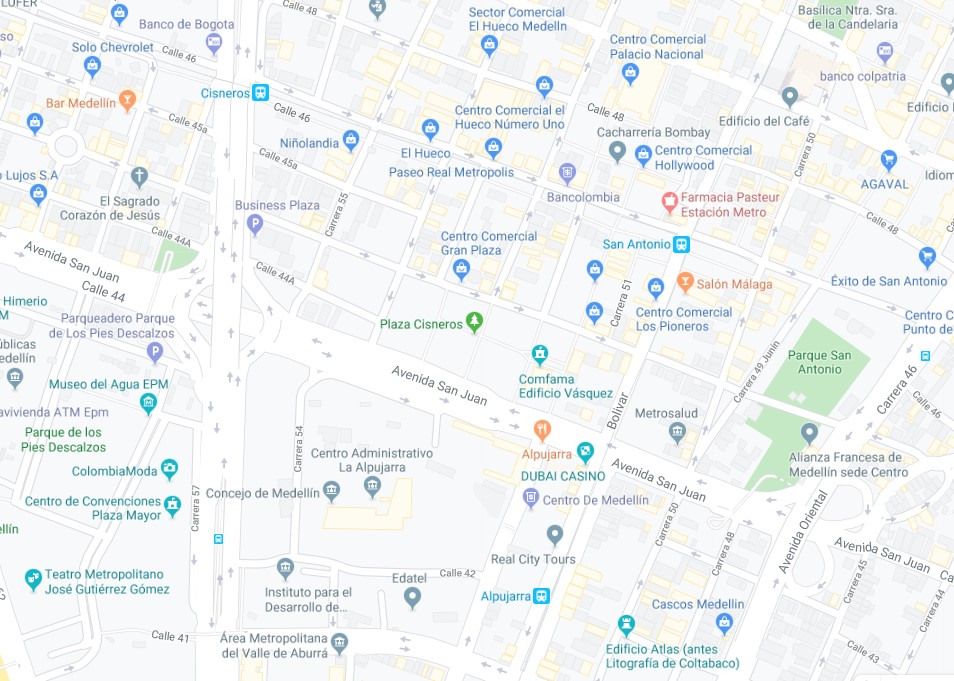 LUFER
Banco de Bogota
Calle 46
Solo Chevrolet
Calle 48
Sector Comercial
El Hueco Medelln
Centro Comercial
Palacio Nacional
Basílica Ntra. Sra.
de la Candelaria
banco colpatria
Edificio
Cisneros
Calle 46
Bar Medellín
Calle 45a
Centro Comercial el
Hueco Número Uno
Calle 48
Edificio del Café
Carrera 50
Cacharrería Bombay
Centro Comercial
Hollywood
Niñolandia
El Hueco
Paseo Real Metropolis
Calle 45a
Bancolombia
AGAVAL
Idiom
Lujos S.A
El Sagrado
Corazón de Jesús
Business Plaza
Carrera 55
Farmacia Pasteur
Estación Metro
Calle 48
Calle 44A
Centro Comercial
Gran Plaza
San Antonio
Avenida San Juan
Calle 44
Calle 44A
Salón Málaga
Éxito de San Antonio
Carrera 51
Himerio
M
Parqueadero Parque
de Los Pies Descalzos
Plaza Cisneros
Centro Comercial
Los Pioneros
Centro C
Punto de
úblicas
edellín
Museo del Agua EPM
Comfama
Edificio Vásquez
Carrera 49 Junin
Parque San
Antonio
Carrera 46
Calle 46
Avenida San Juan
Bolivar
Metrosalud
avivienda ATM Epm
Parque de los
Pies Descalzos
Carrera 54
Centro Administrativo
La Alpujarra
Alpujarra
Alianza Francesa de
Medellín sede Centro
ColombiaModa
DUBAI CASINO
Avenida San Juan
Concejo de Medellín
Centro De Medellín
Centro de Convenciones
Plaza Mayor
Carrera 57
llín
Carrera 50
Carrera 48
Avenida Oriental
Avenida San Juan
Ca
Real City Tours
Teatro Metropolitano
José Gutiérrez Gómez
Instituto para el
Desarrollo de...
Edatel
Calle 42
Alpujarra
Cascos Medellin
Carrera 45
Carrera 44
Calle 41
Área Metropolitana
del Valle de Aburrá
Edificio Atlas (antes
Litografía de Coltabaco)
Calle 43